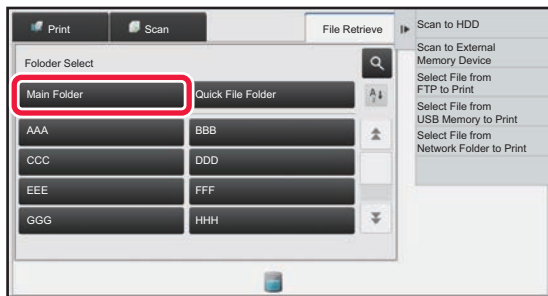 Print
Scan
File Retrieve
Foloder Select
Main Folder
Quick File Folder
AAA
BBB
CCC
DDD
EEE
FFF
GGG
HHH
Scan to HDD
Scan to External
Memory Device
Select File from
FTP to Print
Select File from
USB Memory to Print
Select File from
Network Folder to Print